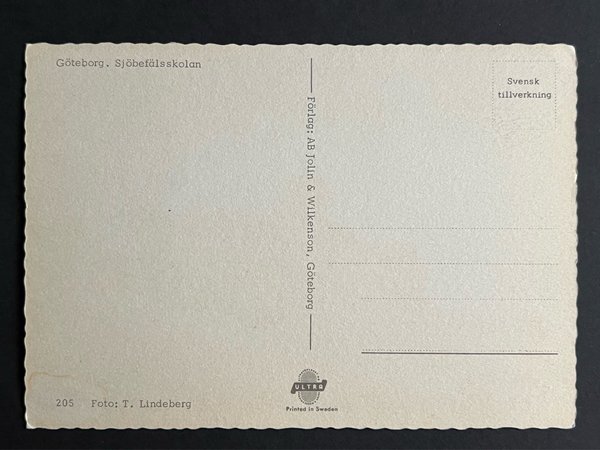 Göteborg. Sjöbefälsskolan
Svensk
tillverkning
Förlag: AB Jolin & Wilkenson, Göteborg
ULTRA
Printed in Sweden
205 Foto: T. Lindeberg